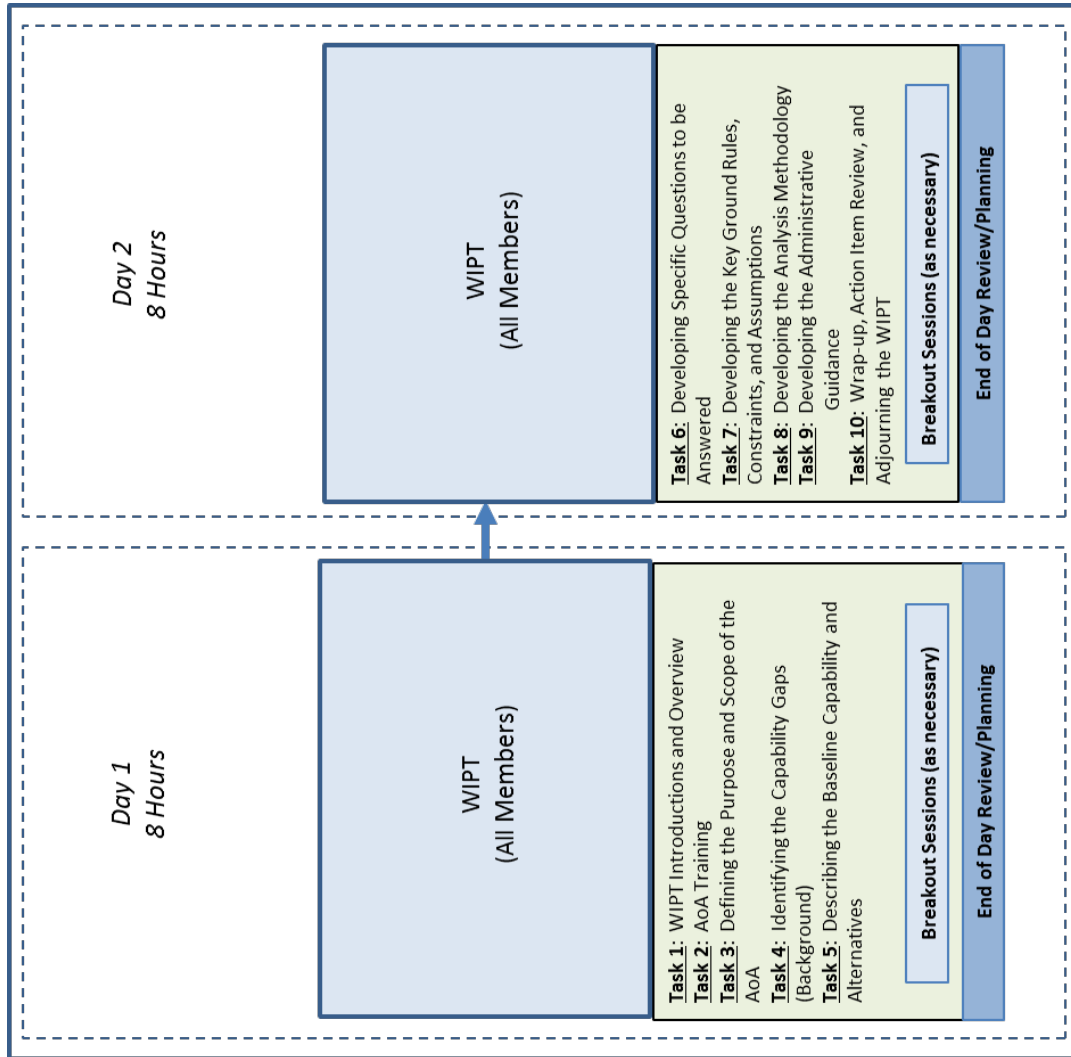 Day 1
8 Hours
WIPT
(All Members)
Task 1: WIPT Introductions and Overview
Task 2: AoA Training
Task 3: Defining the Purpose and Scope of the
AoA
Task 4: Identifying the Capability Gaps
(Background)
Task 5: Describing the Baseline Capability and
Alternatives
Breakout Sessions (as necessary)
End of Day Review/Planning
Day 2
8 Hours
WIPT
(All Members)
Task 6: Developing Specific Questions to be
Answered
Task 7: Developing the Key Ground Rules,
Constraints, and Assumptions
Task 8: Developing the Analysis Methodology
Task 9: Developing the Administrative
Guidance
Task 10: Wrap-up, Action Item Review, and
Adjourning the WIPT
Breakout Sessions (as necessary)
End of Day Review/Planning